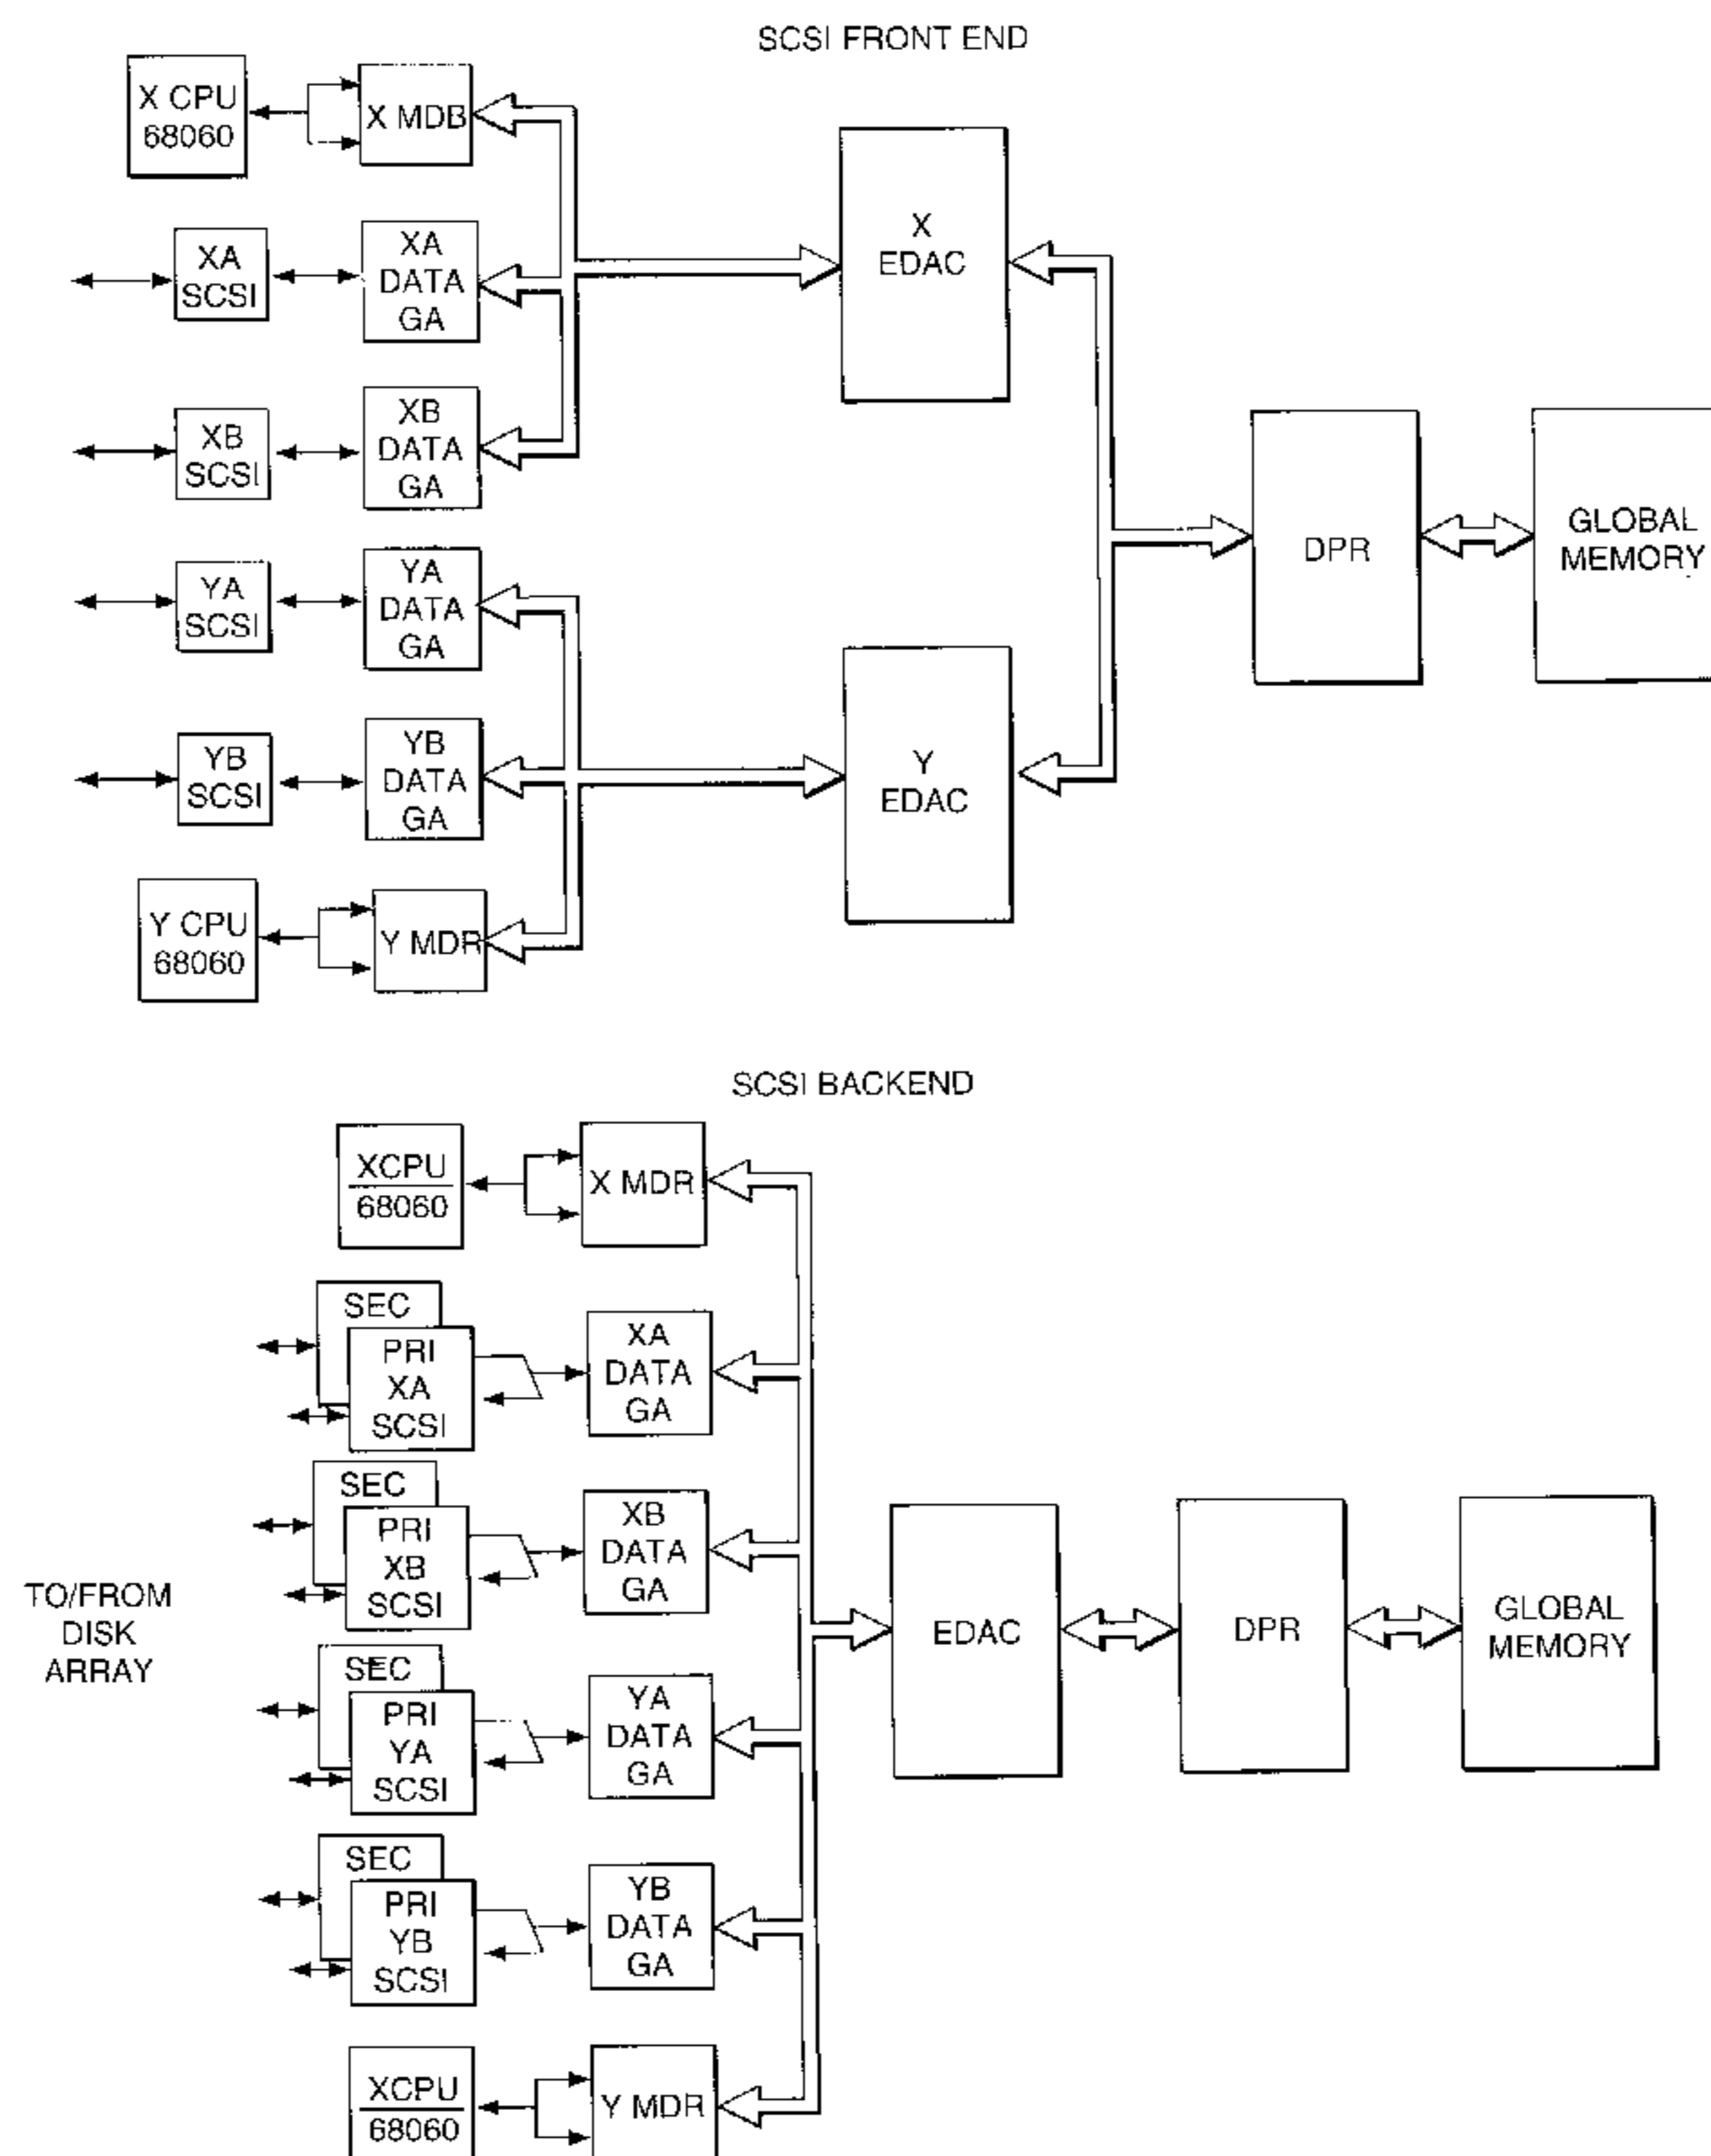 SCSI FRONT END
X CPU
68060
X MDB
XA
SCSI
XA
DATA
GA
XB
SCSI
XB
DATA
GA
YA
SCSI
YA
DATA
GA
YB
SCSI
YB
DATA
GA
Y CPU
68060
Y MDR
X
EDAC
Y
EDAC
DPR
GLOBAL
MEMORY
SCSI BACKEND
XCPU
68060
X MDR
SEC
PRI
XA
SCSI
XA
DATA
GA
SEC
PRI
XB
SCSI
XB
DATA
GA
TO/FROM
DISK
ARRAY
SEC
PRI
YA
SCSI
YA
DATA
GA
SEC
PRI
YB
SCSI
YB
DATA
GA
XCPU
68060
Y MDR
EDAC
DPR
GLOBAL
MEMORY